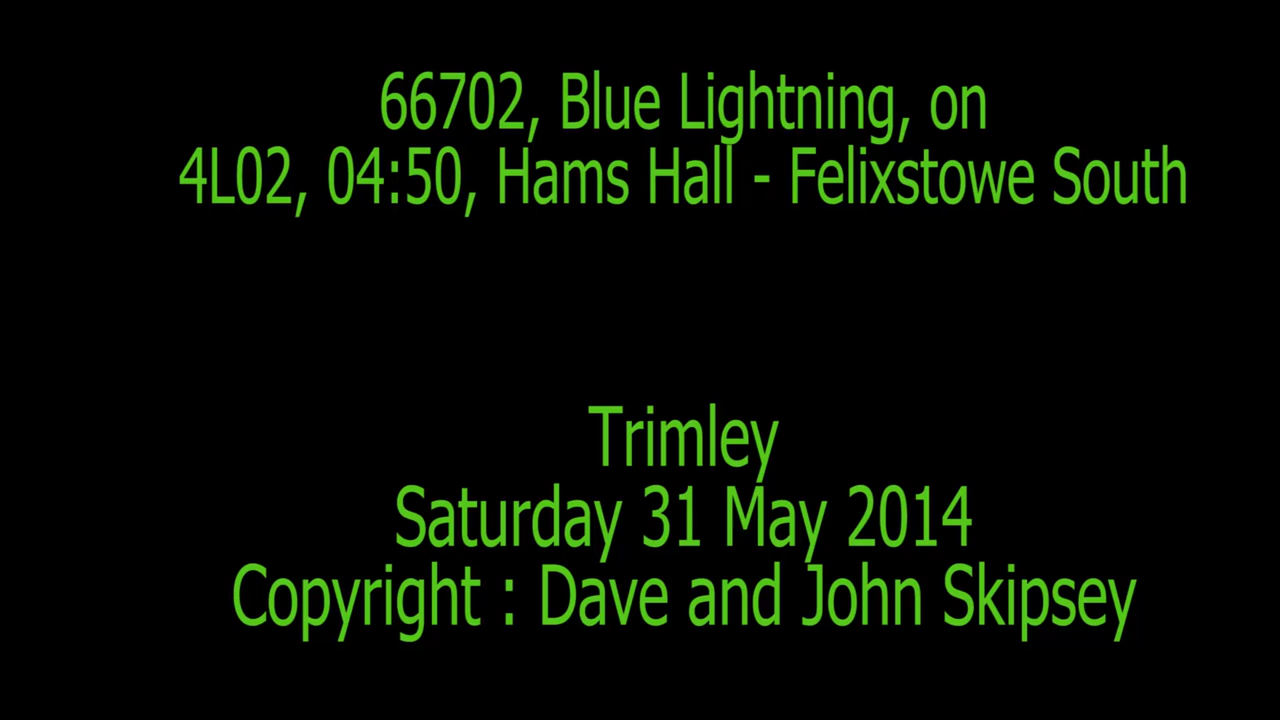 66702, Blue Lightning, on
4L02, 04:50, Hams Hall - Felixstowe South
Trimley
Saturday 31 May 2014
Copyright : Dave and John Skipsey